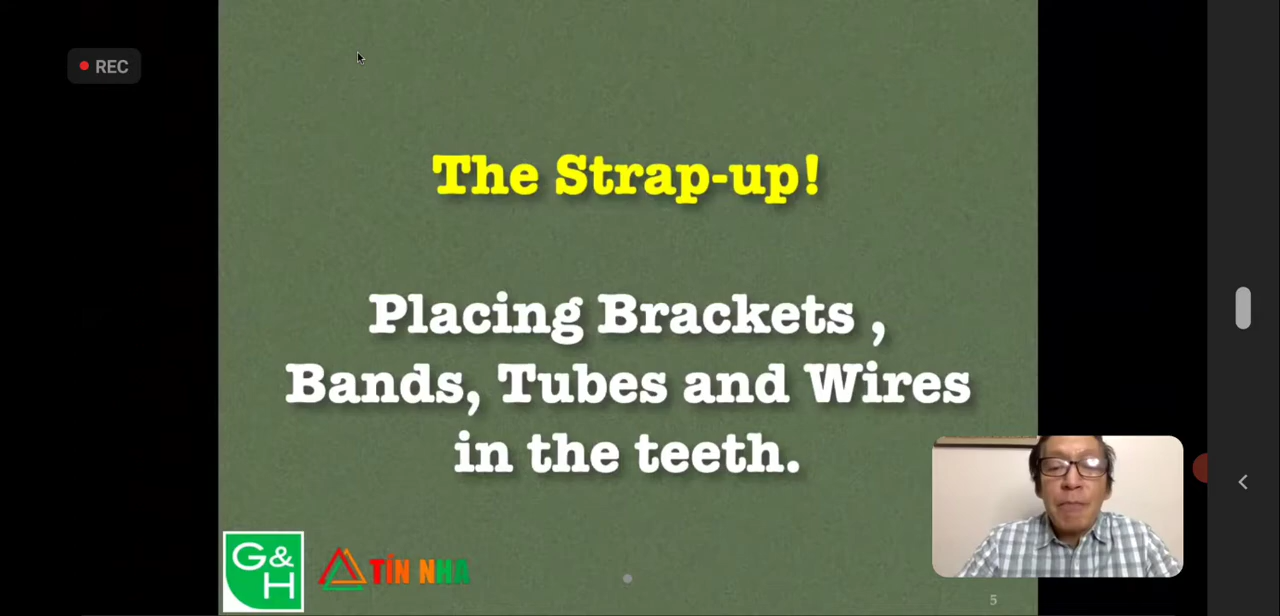 REC
The Strap-up!
Placing Brackets ,
Bands, Tubes and Wires
in the teeth.
G&H
TÍN NHA
5